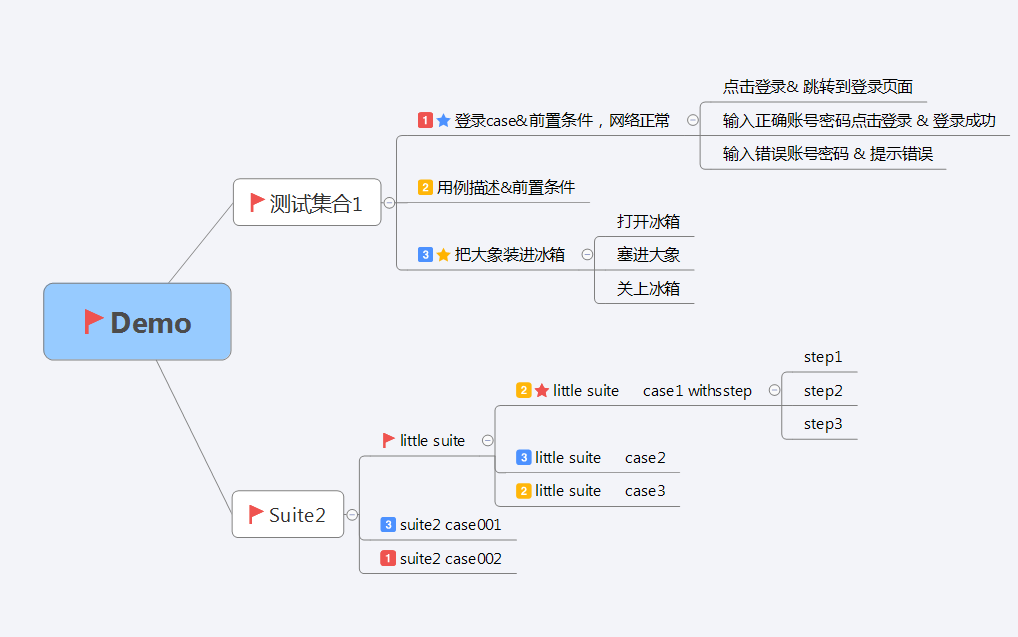 点击登录& 跳转到登录页面
1 登录case&前置条件，网络正常
输入正确账号密码点击登录 & 登录成功
输入错误账号密码 & 提示错误
2 用例描述&前置条件
测试集合1
打开冰箱
3 把大象装进冰箱
塞进大象
关上冰箱
Demo
step1
2 little suite case1 withsstep
step2
step3
little suite
3 little suite case2
2 little suite case3
Suite2
3 suite2 case001
1 suite2 case002